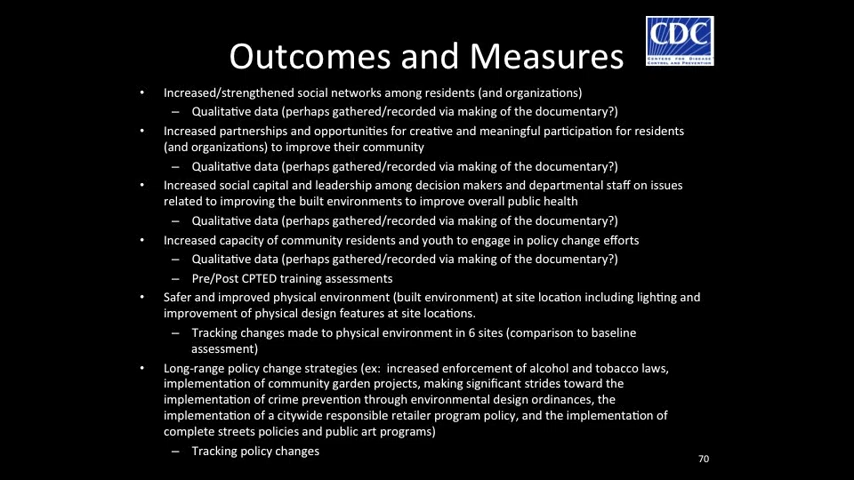 CDC
CENTERS FOR DISEASE
CONTROL AND PREVENTION
Outcomes and Measures
• Increased/strengthened social networks among residents (and organizations)
– Qualitative data (perhaps gathered/recorded via making of the documentary?)
• Increased partnerships and opportunities for creative and meaningful participation for residents
(and organizations) to improve their community
– Qualitative data (perhaps gathered/recorded via making of the documentary?)
• Increased social capital and leadership among decision makers and departmental staff on issues
related to improving the built environments to improve overall public health
– Qualitative data (perhaps gathered/recorded via making of the documentary?)
• Increased capacity of community residents and youth to engage in policy change efforts
– Qualitative data (perhaps gathered/recorded via making of the documentary?)
– Pre/Post CPTED training assessments
• Safer and improved physical environment (built environment) at site location including lighting and
improvement of physical design features at site locations.
– Tracking changes made to physical environment in 6 sites (comparison to baseline
assessment)
• Long-range policy change strategies (ex:  increased enforcement of alcohol and tobacco laws,
implementation of community garden projects, making significant strides toward the
implementation of crime prevention through environmental design ordinances, the
implementation of a citywide responsible retailer program policy, and the implementation of
complete streets policies and public art programs)
– Tracking policy changes
70